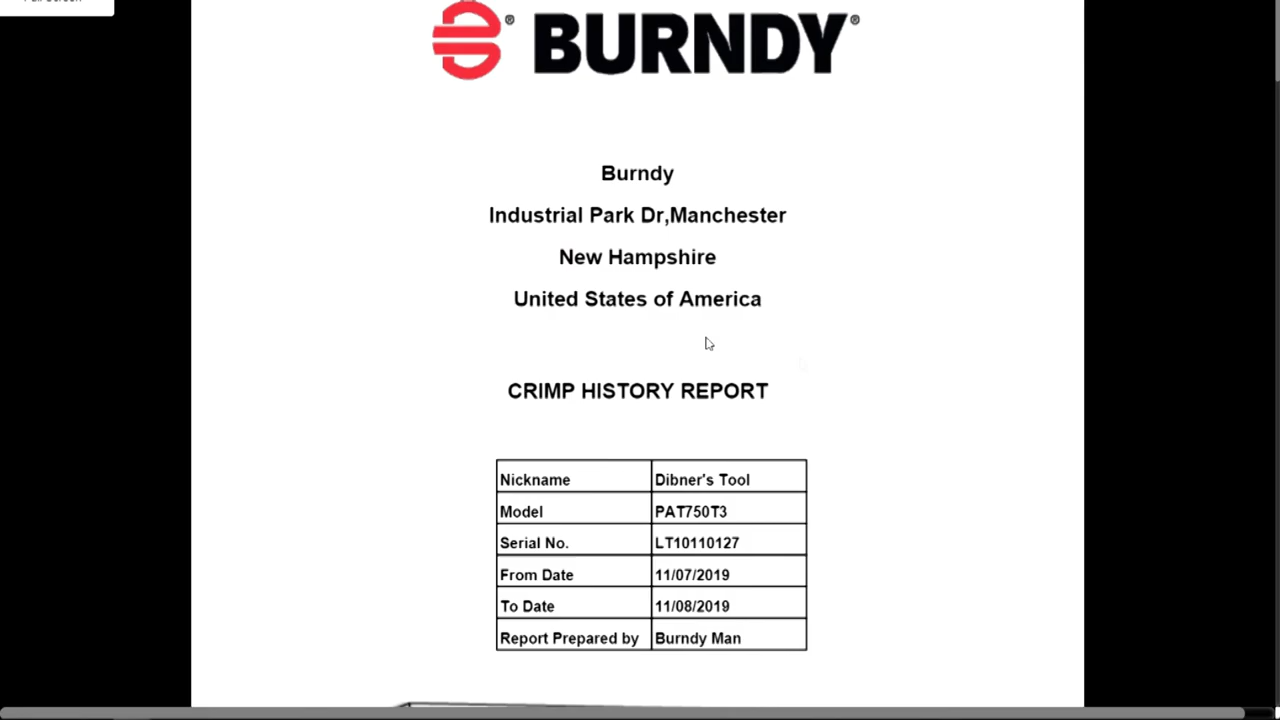 ® BURNDY®
Burndy
Industrial Park Dr,Manchester
New Hampshire
United States of America
CRIMP HISTORY REPORT
Nickname Dibner's Tool
Model PAT750T3
Serial No. LT10110127
From Date 11/07/2019
To Date 11/08/2019
Report Prepared by Burndy Man